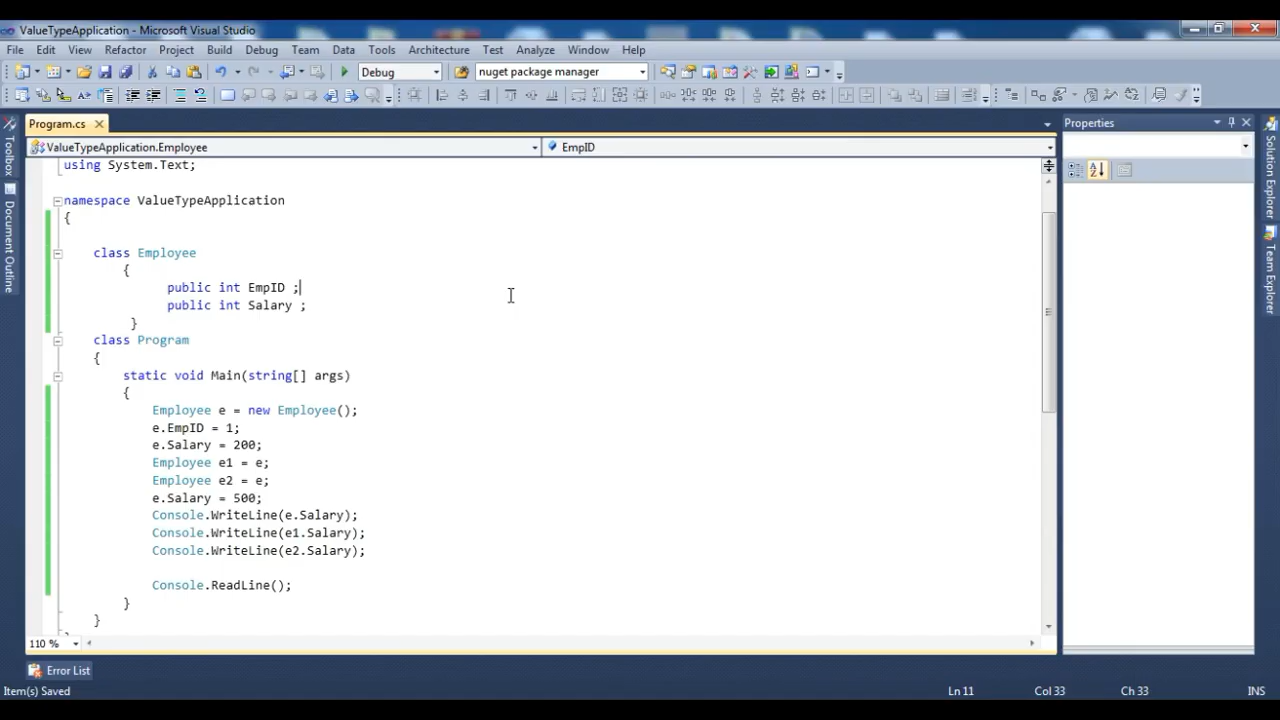 ValueTypeApplication - Microsoft Visual Studio
File Edit View Refactor Project Build Debug Team Data Tools Architecture Test Analyze Window Help
Debug nuget package manager
Program.cs
Properties
ValueTypeApplication.Employee EmpID
Toolbox
Document Outline
Solution Explorer
Team Explorer
using System.Text;
namespace ValueTypeApplication
{
class Employee
{
public int EmpID ;
public int Salary ;
}
class Program
{
static void Main(string[] args)
{
Employee e = new Employee();
e.EmpID = 1;
e.Salary = 200;
Employee e1 = e;
Employee e2 = e;
e.Salary = 500;
Console.WriteLine(e.Salary);
Console.WriteLine(e1.Salary);
Console.WriteLine(e2.Salary);
Console.ReadLine();
}
}
110 %
Error List
Item(s) Saved Ln 11 Col 33 Ch 33 INS